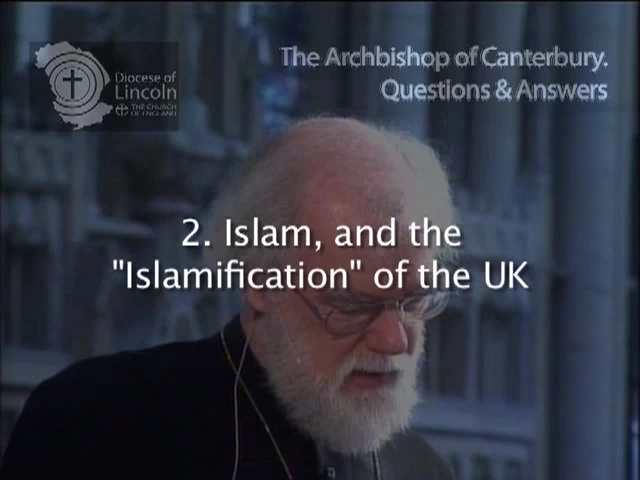 The Archbishop of Canterbury.
Questions & Answers
Diocese of
Lincoln
THE CHURCH
OF ENGLAND
2. Islam, and the
"Islamification" of the UK